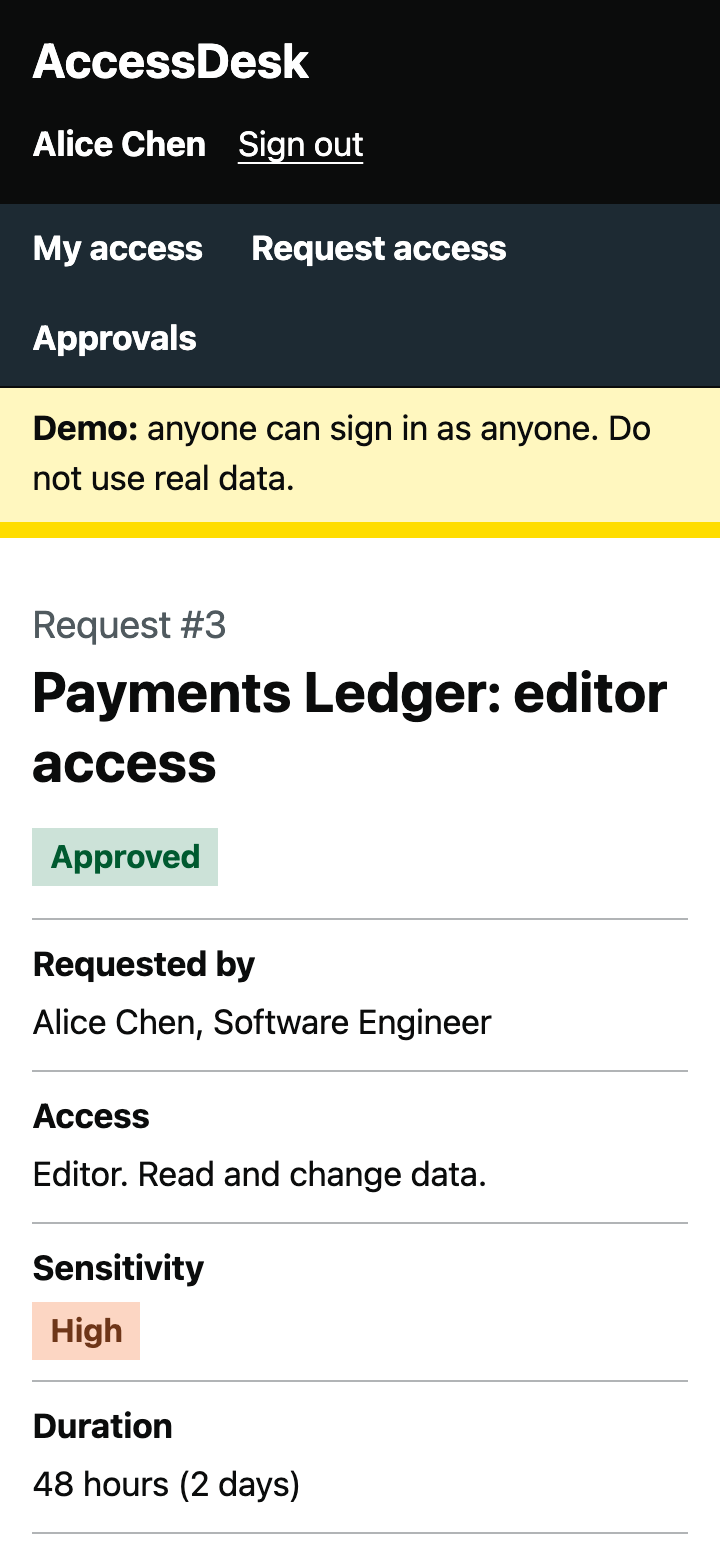 AccessDesk
Alice Chen Sign out
My access Request access
Approvals
Demo: anyone can sign in as anyone. Do
not use real data.
Request #3
Payments Ledger: editor
access
Approved
Requested by
Alice Chen, Software Engineer
Access
Editor. Read and change data.
Sensitivity
High
Duration
48 hours (2 days)